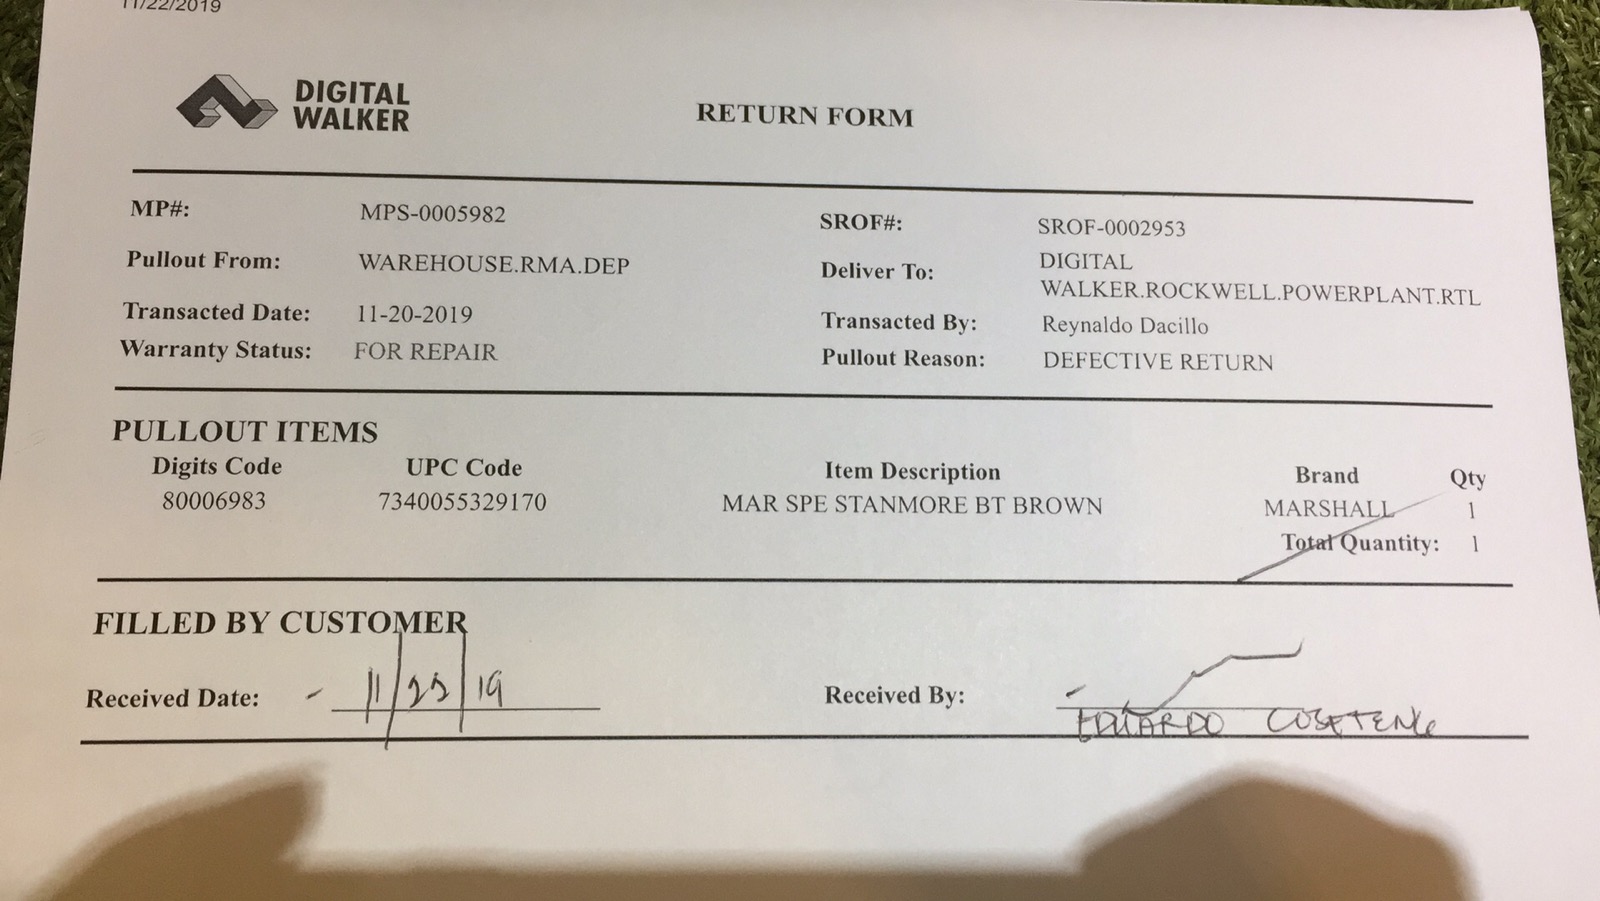 11/22/2019
DIGITAL
WALKER
RETURN FORM
MP#: MPS-0005982 SROF#: SROF-0002953
Pullout From: WAREHOUSE.RMA.DEP Deliver To: DIGITAL
WALKER.ROCKWELL.POWERPLANT.RTL
Transacted Date: 11-20-2019 Transacted By: Reynaldo Dacillo
Warranty Status: FOR REPAIR Pullout Reason: DEFECTIVE RETURN
PULLOUT ITEMS
Digits Code UPC Code Item Description Brand Qty
80006983 7340055329170 MAR SPE STANMORE BT BROWN MARSHALL 1
Total Quantity: 1
FILLED BY CUSTOMER
Received Date: - 11/23/19 Received By: -
EDUARDO COSETENG